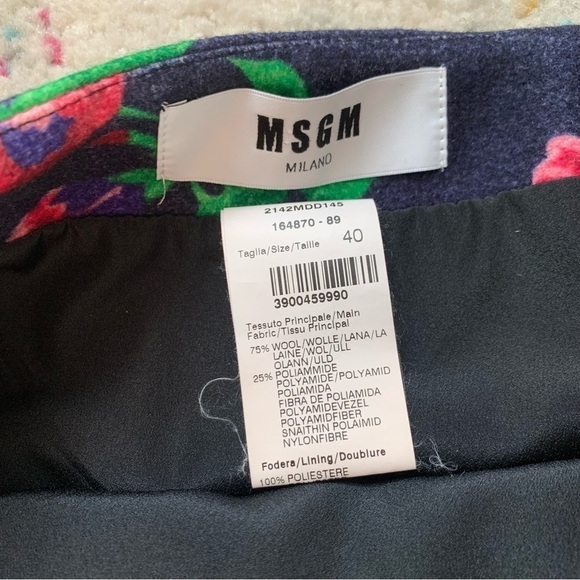 MSGM
MILANO
2142MDD145
164870 - 89
Taglia/Size/Taille 40
3900459990
Tessuto Principale/Main
Fabric/Tissu Principal
75% WOOL/WOLLE/LANA/LA
LAINE/WOL/ULL
OLANN/ULD
25% POLIAMMIDE
POLYAMIDE/POLYAMID
POLIAMIDA
FIBRA DE POLIAMIDA
POLYAMIDEVEZEL
POLYAMIDFIBER
SNAITHIN POLAIMID
NYLONFIBRE
Fodera/Lining/Doublure
100% POLIESTERE